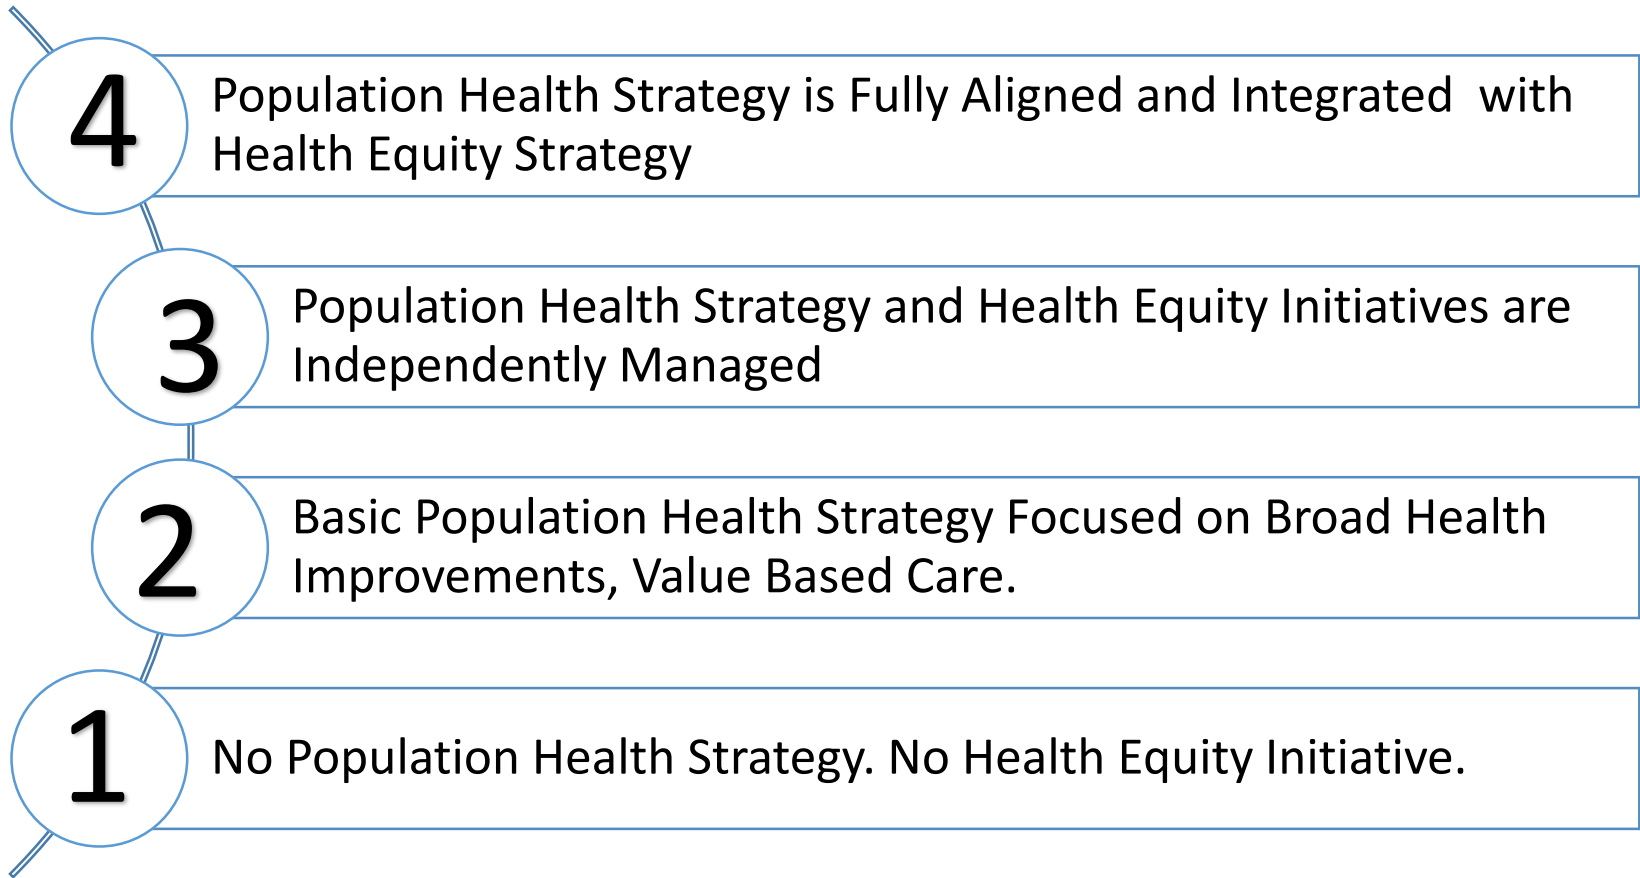 4
Population Health Strategy is Fully Aligned and Integrated  with
Health Equity Strategy
3
Population Health Strategy and Health Equity Initiatives are
Independently Managed
2
Basic Population Health Strategy Focused on Broad Health
Improvements, Value Based Care.
1
No Population Health Strategy. No Health Equity Initiative.